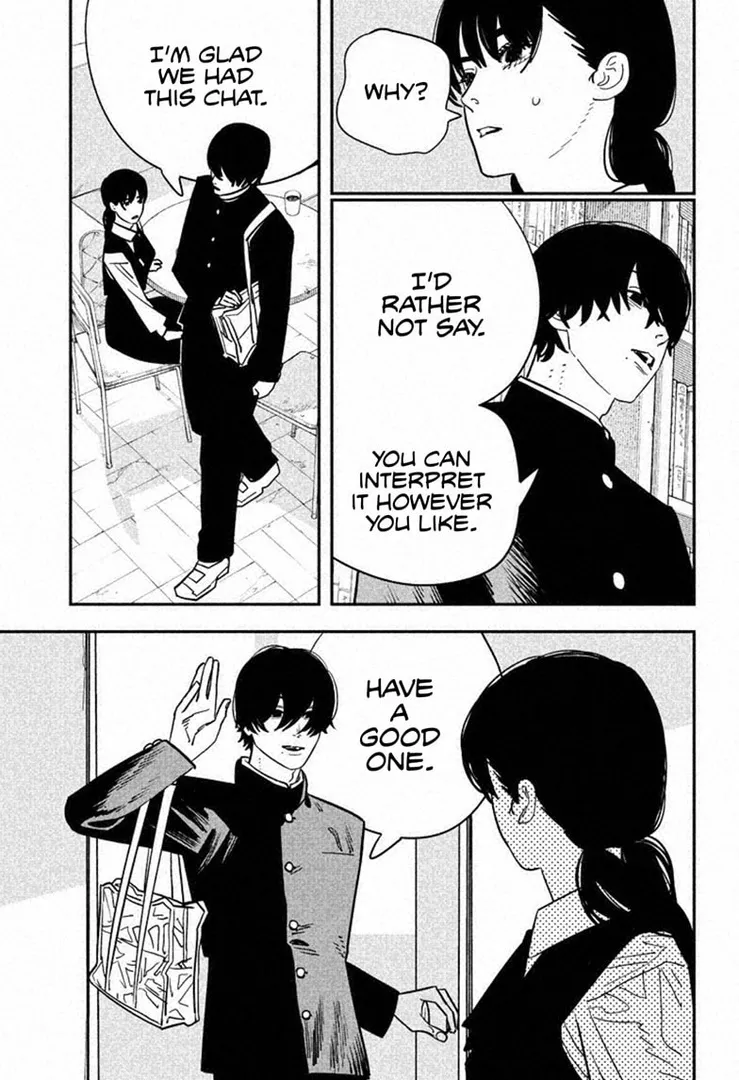 WHY?
I'D
RATHER
NOT SAY.
YOU CAN
INTERPRET
IT HOWEVER
YOU LIKE.
I'M GLAD
WE HAD
THIS CHAT.
HAVE
A
GOOD
ONE.